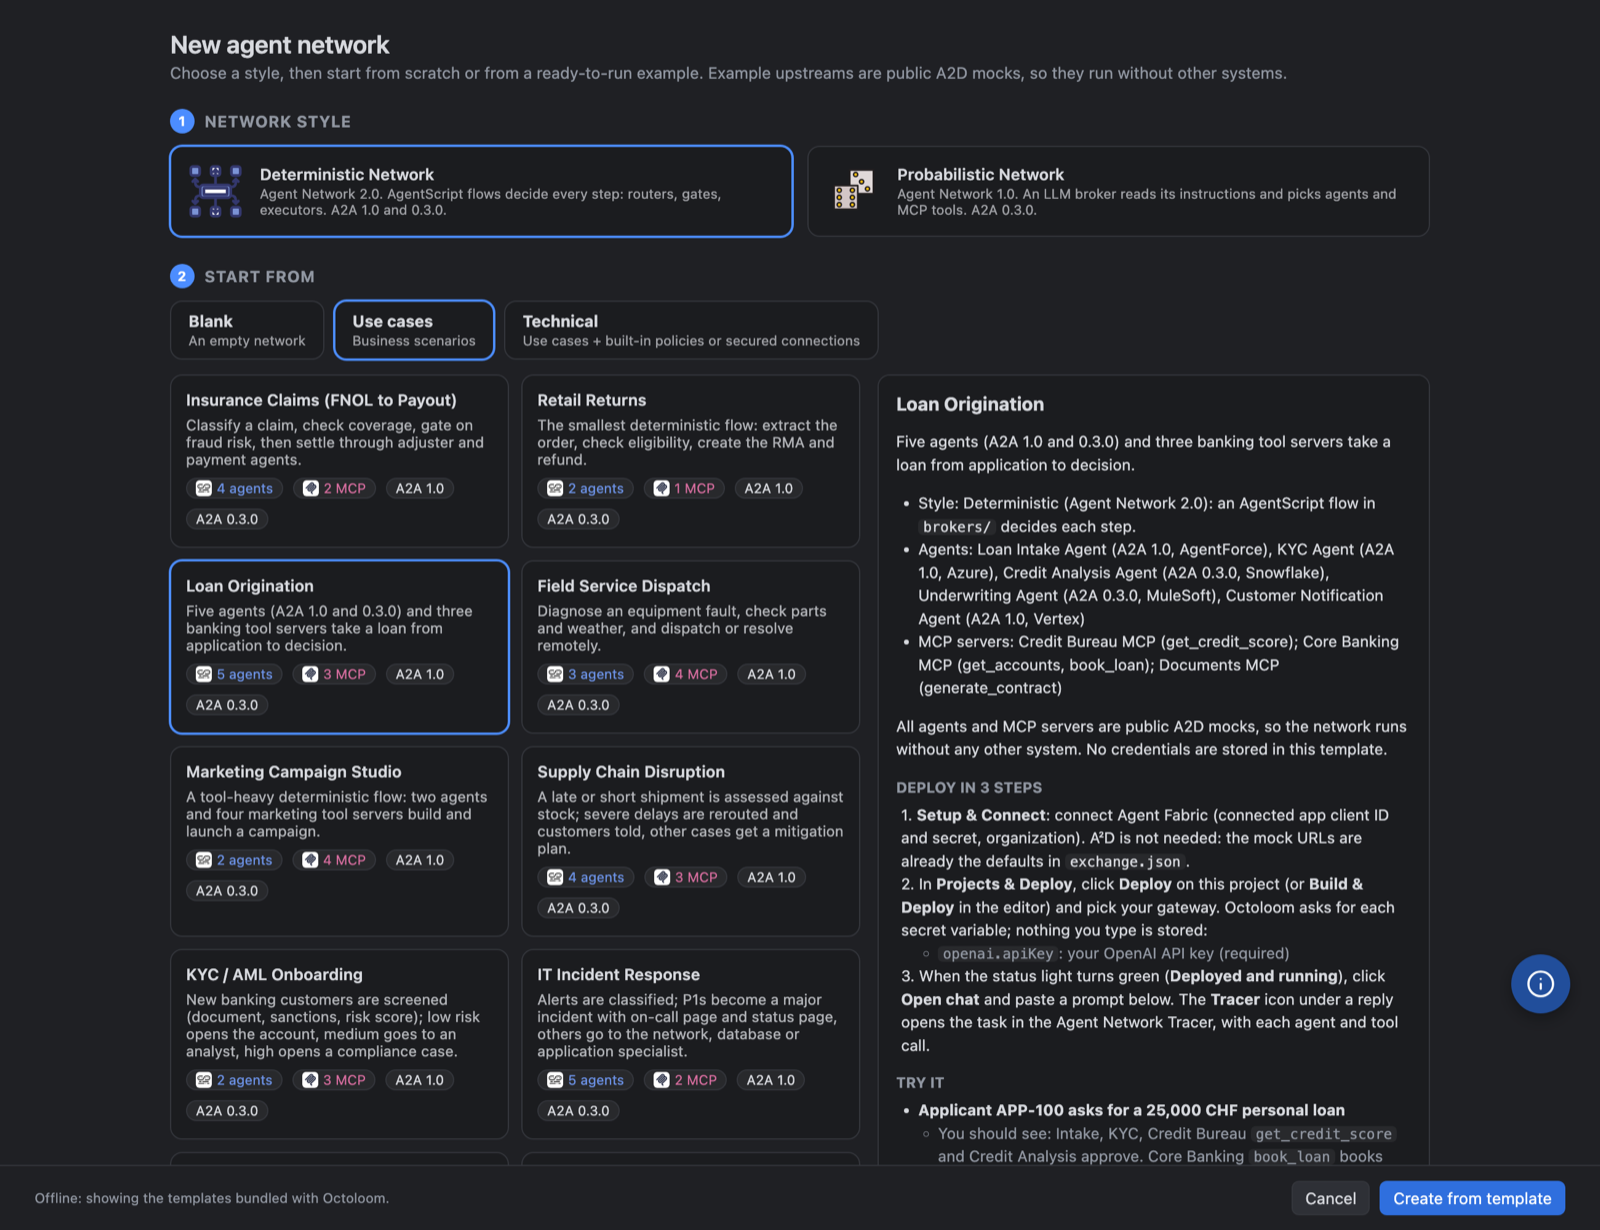 New agent network
Choose a style, then start from scratch or from a ready-to-run example. Example upstreams are public A2D mocks, so they run without other systems.
1 NETWORK STYLE
Deterministic Network
Agent Network 2.0. AgentScript flows decide every step: routers, gates,
executors. A2A 1.0 and 0.3.0.
Probabilistic Network
Agent Network 1.0. An LLM broker reads its instructions and picks agents and
MCP tools. A2A 0.3.0.
2 START FROM
Blank
An empty network
Use cases
Business scenarios
Technical
Use cases + built-in policies or secured connections
Insurance Claims (FNOL to Payout)
Classify a claim, check coverage, gate on
fraud risk, then settle through adjuster and
payment agents.
4 agents 2 MCP A2A 1.0
A2A 0.3.0
Retail Returns
The smallest deterministic flow: extract the
order, check eligibility, create the RMA and
refund.
2 agents 1 MCP A2A 1.0
A2A 0.3.0
Loan Origination
Five agents (A2A 1.0 and 0.3.0) and three
banking tool servers take a loan from
application to decision.
5 agents 3 MCP A2A 1.0
A2A 0.3.0
Field Service Dispatch
Diagnose an equipment fault, check parts
and weather, and dispatch or resolve
remotely.
3 agents 4 MCP A2A 1.0
A2A 0.3.0
Marketing Campaign Studio
A tool-heavy deterministic flow: two agents
and four marketing tool servers build and
launch a campaign.
2 agents 4 MCP A2A 1.0
A2A 0.3.0
Supply Chain Disruption
A late or short shipment is assessed against
stock; severe delays are rerouted and
customers told, other cases get a mitigation
plan.
4 agents 3 MCP A2A 1.0
A2A 0.3.0
KYC / AML Onboarding
New banking customers are screened
(document, sanctions, risk score); low risk
opens the account, medium goes to an
analyst, high opens a compliance case.
2 agents 3 MCP A2A 1.0
A2A 0.3.0
IT Incident Response
Alerts are classified; P1s become a major
incident with on-call page and status page,
others go to the network, database or
application specialist.
5 agents 2 MCP A2A 1.0
A2A 0.3.0
Loan Origination
Five agents (A2A 1.0 and 0.3.0) and three banking tool servers take a
loan from application to decision.
• Style: Deterministic (Agent Network 2.0): an AgentScript flow in
brokers/ decides each step.
• Agents: Loan Intake Agent (A2A 1.0, AgentForce), KYC Agent (A2A
1.0, Azure), Credit Analysis Agent (A2A 0.3.0, Snowflake),
Underwriting Agent (A2A 0.3.0, MuleSoft), Customer Notification
Agent (A2A 1.0, Vertex)
• MCP servers: Credit Bureau MCP (get_credit_score); Core Banking
MCP (get_accounts, book_loan); Documents MCP
(generate_contract)
All agents and MCP servers are public A2D mocks, so the network runs
without any other system. No credentials are stored in this template.
DEPLOY IN 3 STEPS
1. Setup & Connect: connect Agent Fabric (connected app client ID
and secret, organization). A²D is not needed: the mock URLs are
already the defaults in exchange.json.
2. In Projects & Deploy, click Deploy on this project (or Build &
Deploy in the editor) and pick your gateway. Octoloom asks for each
secret variable; nothing you type is stored:
◦ openai.apiKey: your OpenAI API key (required)
3. When the status light turns green (Deployed and running), click
Open chat and paste a prompt below. The Tracer icon under a reply
opens the task in the Agent Network Tracer, with each agent and tool
call.
TRY IT
• Applicant APP-100 asks for a 25,000 CHF personal loan
◦ You should see: Intake, KYC, Credit Bureau get_credit_score
and Credit Analysis approve. Core Banking book_loan books
Offline: showing the templates bundled with Octoloom.
Cancel
Create from template